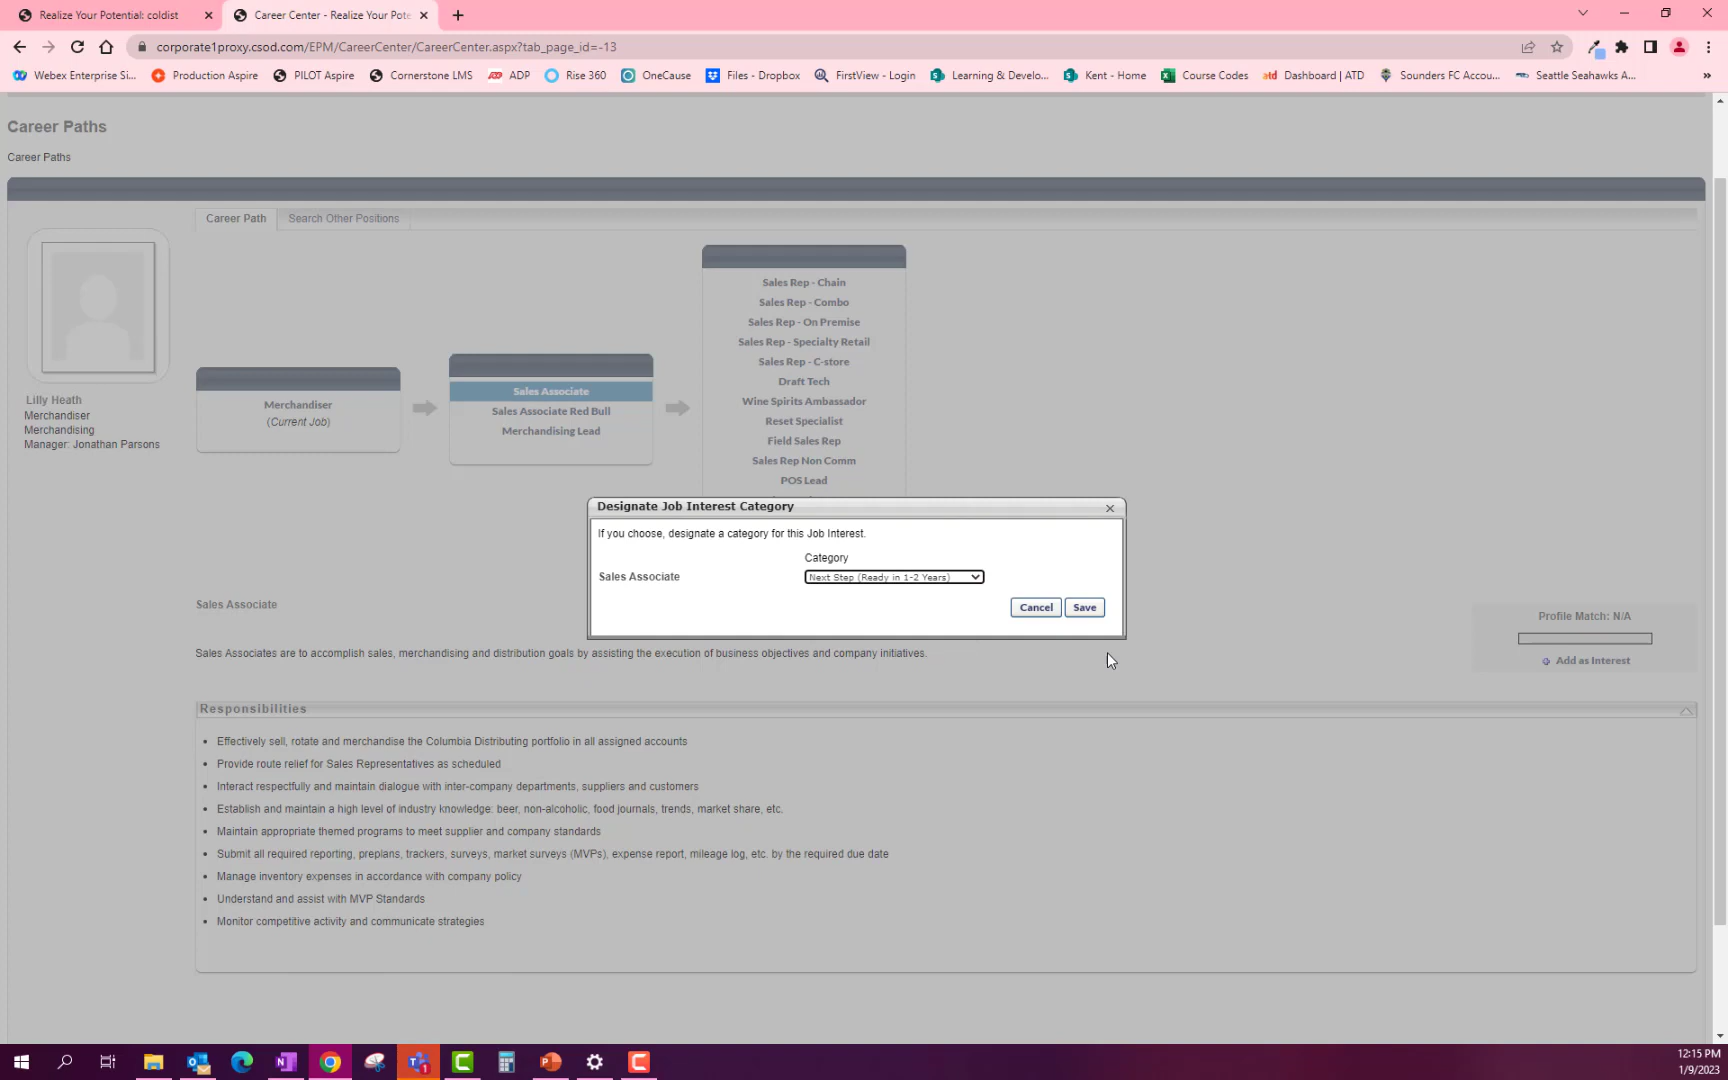 Realize Your Potential: coldist
Career Center - Realize Your Pote
corporate1proxy.csod.com/EPM/CareerCenter/CareerCenter.aspx?tab_page_id=-13
Webex Enterprise Si... Production Aspire PILOT Aspire Cornerstone LMS ADP Rise 360 OneCause Files - Dropbox FirstView - Login Learning & Develo... Kent - Home Course Codes atd Dashboard | ATD Sounders FC Accou... Seattle Seahawks A... »
Career Paths
Career Paths
Career Path Search Other Positions
Lilly Heath
Merchandiser
Merchandising
Manager: Jonathan Parsons
Merchandiser
(Current Job)
Sales Associate
Sales Associate Red Bull
Merchandising Lead
Sales Rep - Chain
Sales Rep - Combo
Sales Rep - On Premise
Sales Rep - Specialty Retail
Sales Rep - C-store
Draft Tech
Wine Spirits Ambassador
Reset Specialist
Field Sales Rep
Sales Rep Non Comm
POS Lead
Designate Job Interest Category
If you choose, designate a category for this Job Interest.
Category
Sales Associate Next Step (Ready in 1-2 Years)
Cancel Save
Sales Associate
Profile Match: N/A
Add as Interest
Sales Associates are to accomplish sales, merchandising and distribution goals by assisting the execution of business objectives and company initiatives.
Responsibilities
• Effectively sell, rotate and merchandise the Columbia Distributing portfolio in all assigned accounts
• Provide route relief for Sales Representatives as scheduled
• Interact respectfully and maintain dialogue with inter-company departments, suppliers and customers
• Establish and maintain a high level of industry knowledge: beer, non-alcoholic, food journals, trends, market share, etc.
• Maintain appropriate themed programs to meet supplier and company standards
• Submit all required reporting, preplans, trackers, surveys, market surveys (MVPs), expense report, mileage log, etc. by the required due date
• Manage inventory expenses in accordance with company policy
• Understand and assist with MVP Standards
• Monitor competitive activity and communicate strategies
12:15 PM
1/9/2023